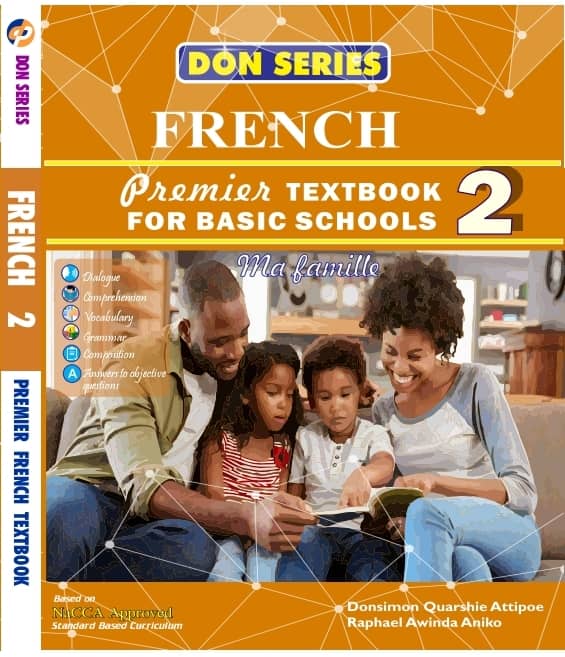 DON SERIES
FRENCH 2
PREMIER FRENCH TEXTBOOK
DON SERIES
FRENCH
Premier TEXTBOOK
FOR BASIC SCHOOLS 2
Ma famille
Dialogue
Comprehension
Vocabulary
Grammar
Composition
A Answers to objective
questions
Based on
NaCCA Approved
Standard Based Curriculum
Donsimon Quarshie Attipoe
Raphael Awinda Aniko